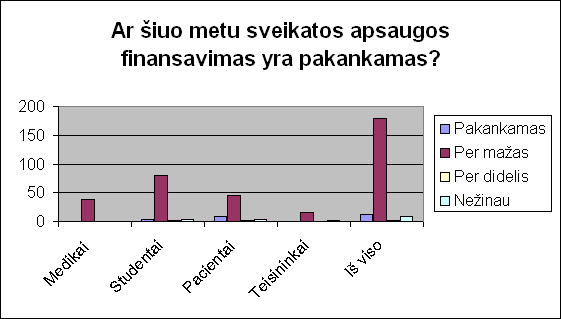 Ar šiuo metu sveikatos apsaugos
finansavimas yra pakankamas?
200
150
100
50
0
Medikai
Studentai
Pacientai
Teisininkai
Iš viso
Pakankamas
Per mažas
Per didelis
Nežinau